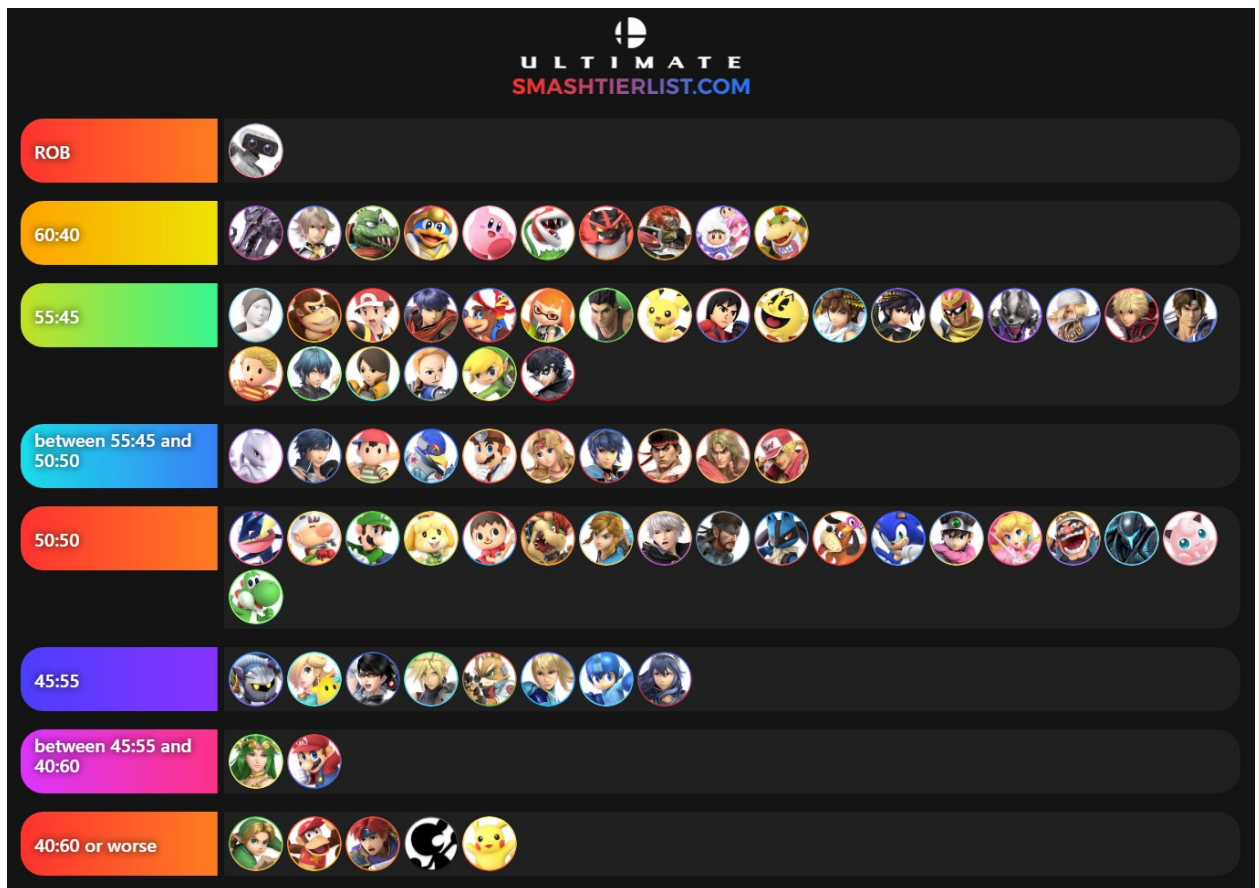 ULTIMATE
SMASHTIERLIST.COM
ROB
60:40
55:45
between 55:45 and
50:50
50:50
45:55
between 45:55 and
40:60
40:60 or worse